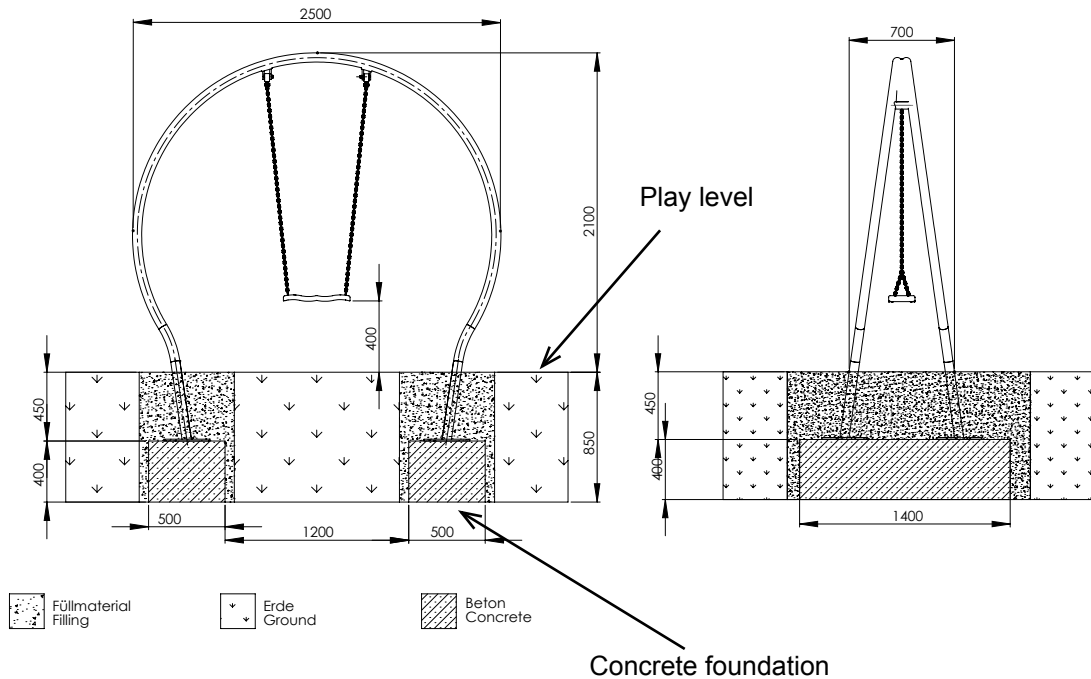 2500
700
Play level
2100
400
450
850
400
450
400
500
1200
500
1400
Füllmaterial
Filling
Erde
Ground
Beton
Concrete
Concrete foundation